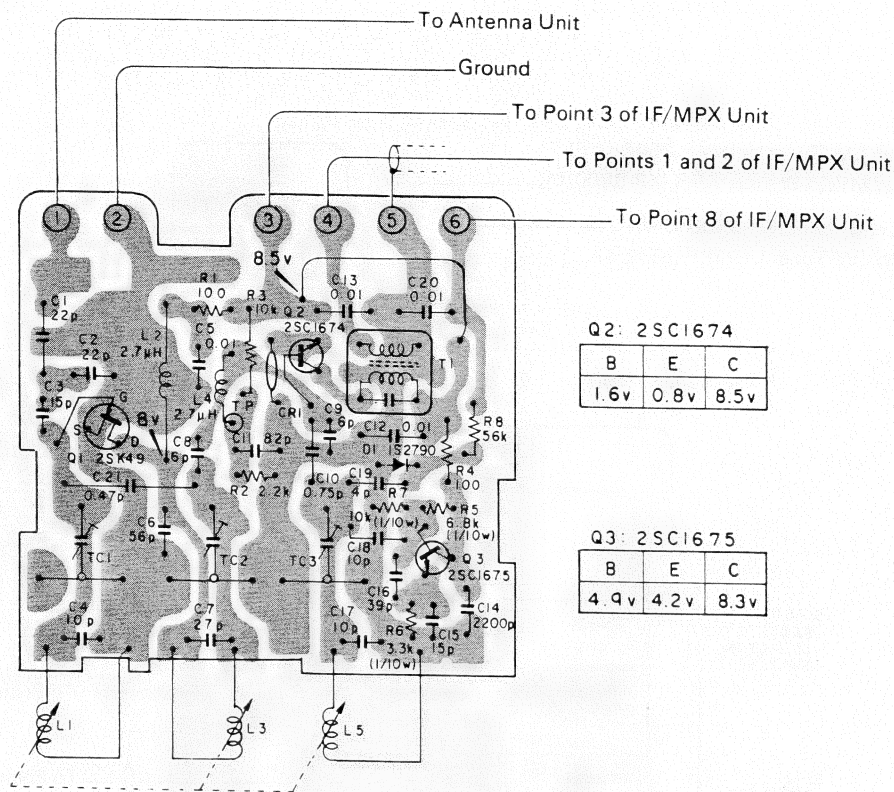 To Antenna Unit
Ground
To Point 3 of IF/MPX Unit
To Points 1 and 2 of IF/MPX Unit
To Point 8 of IF/MPX Unit
1 2 3 4 5 6
8.5v
C1
22p
C2
22p
C3
15p
L2
2.7μH
R1
100
C5
0.01
R3
10k
Q2
2SC1674
C13
0.01
C20
0.01
T1
G
S
D
Q1 2SK49
8v
L4
2.7μH
TP
CR1
C9
6p
C12 0.01
D1 1S2790
R8
56k
C8
6p
C11 82p
R2 2.2k
C10
0.75p
C19
4p
R7
10k
(1/10w)
R4
100
R5
6.8k
(1/10w)
C21
0.47p
C6
56p
TC1
TC2
TC3
C18
10p
Q3
2SC1675
C16
39p
C4
10p
C7
27p
C17
10p
R6
3.3k
(1/10w)
C15
15p
C14
2200p
L1
L3
L5
Q2: 2SC1674
B E C
1.6v 0.8v 8.5v
Q3: 2SC1675
B E C
4.9v 4.2v 8.3v